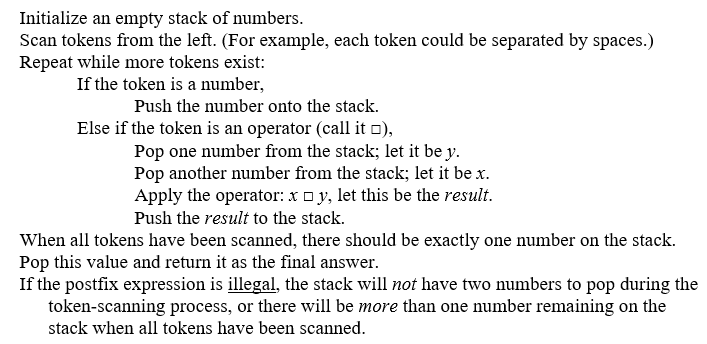 Initialize an empty stack of numbers.
Scan tokens from the left. (For example, each token could be separated by spaces.)
Repeat while more tokens exist:
If the token is a number,
Push the number onto the stack.
Else if the token is an operator (call it □),
Pop one number from the stack; let it be y.
Pop another number from the stack; let it be x.
Apply the operator: x □ y, let this be the result.
Push the result to the stack.
When all tokens have been scanned, there should be exactly one number on the stack.
Pop this value and return it as the final answer.
If the postfix expression is illegal, the stack will not have two numbers to pop during the
token-scanning process, or there will be more than one number remaining on the
stack when all tokens have been scanned.